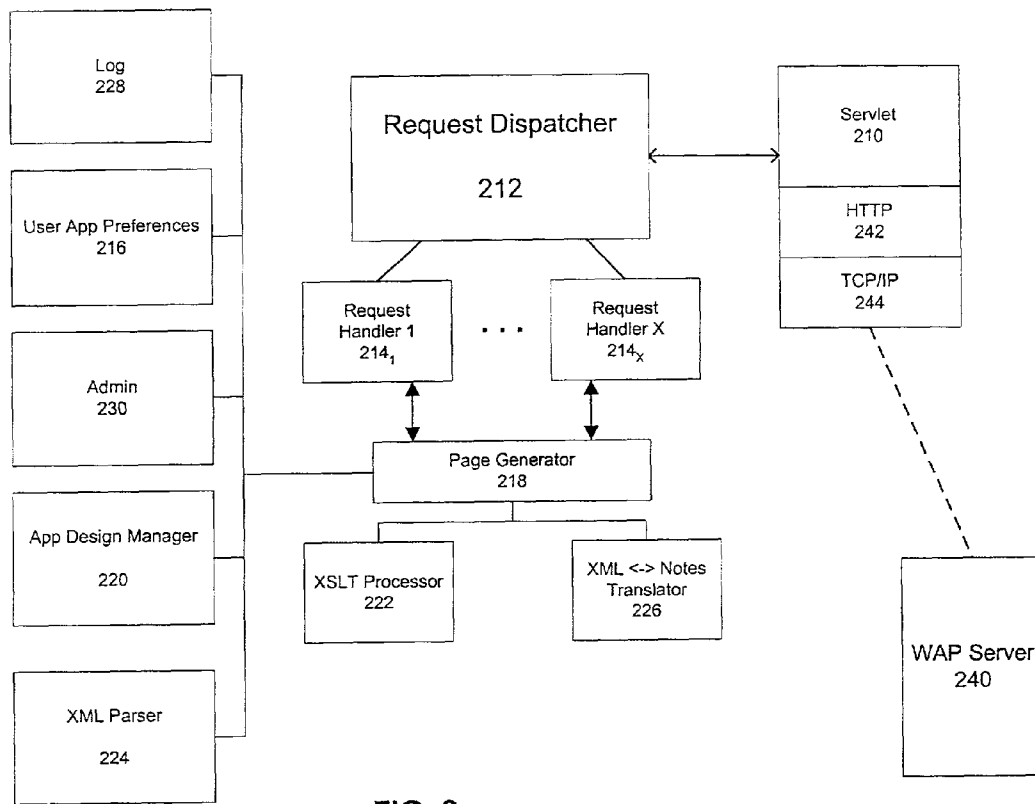 Log
228
User App Preferences
216
Admin
230
App Design Manager
220
XML Parser
224
Request Dispatcher
212
Request
Handler 1
214₁
. . .
Request
Handler X
214ₓ
Page Generator
218
XSLT Processor
222
XML <-> Notes
Translator
226
Servlet
210
HTTP
242
TCP/IP
244
WAP Server
240